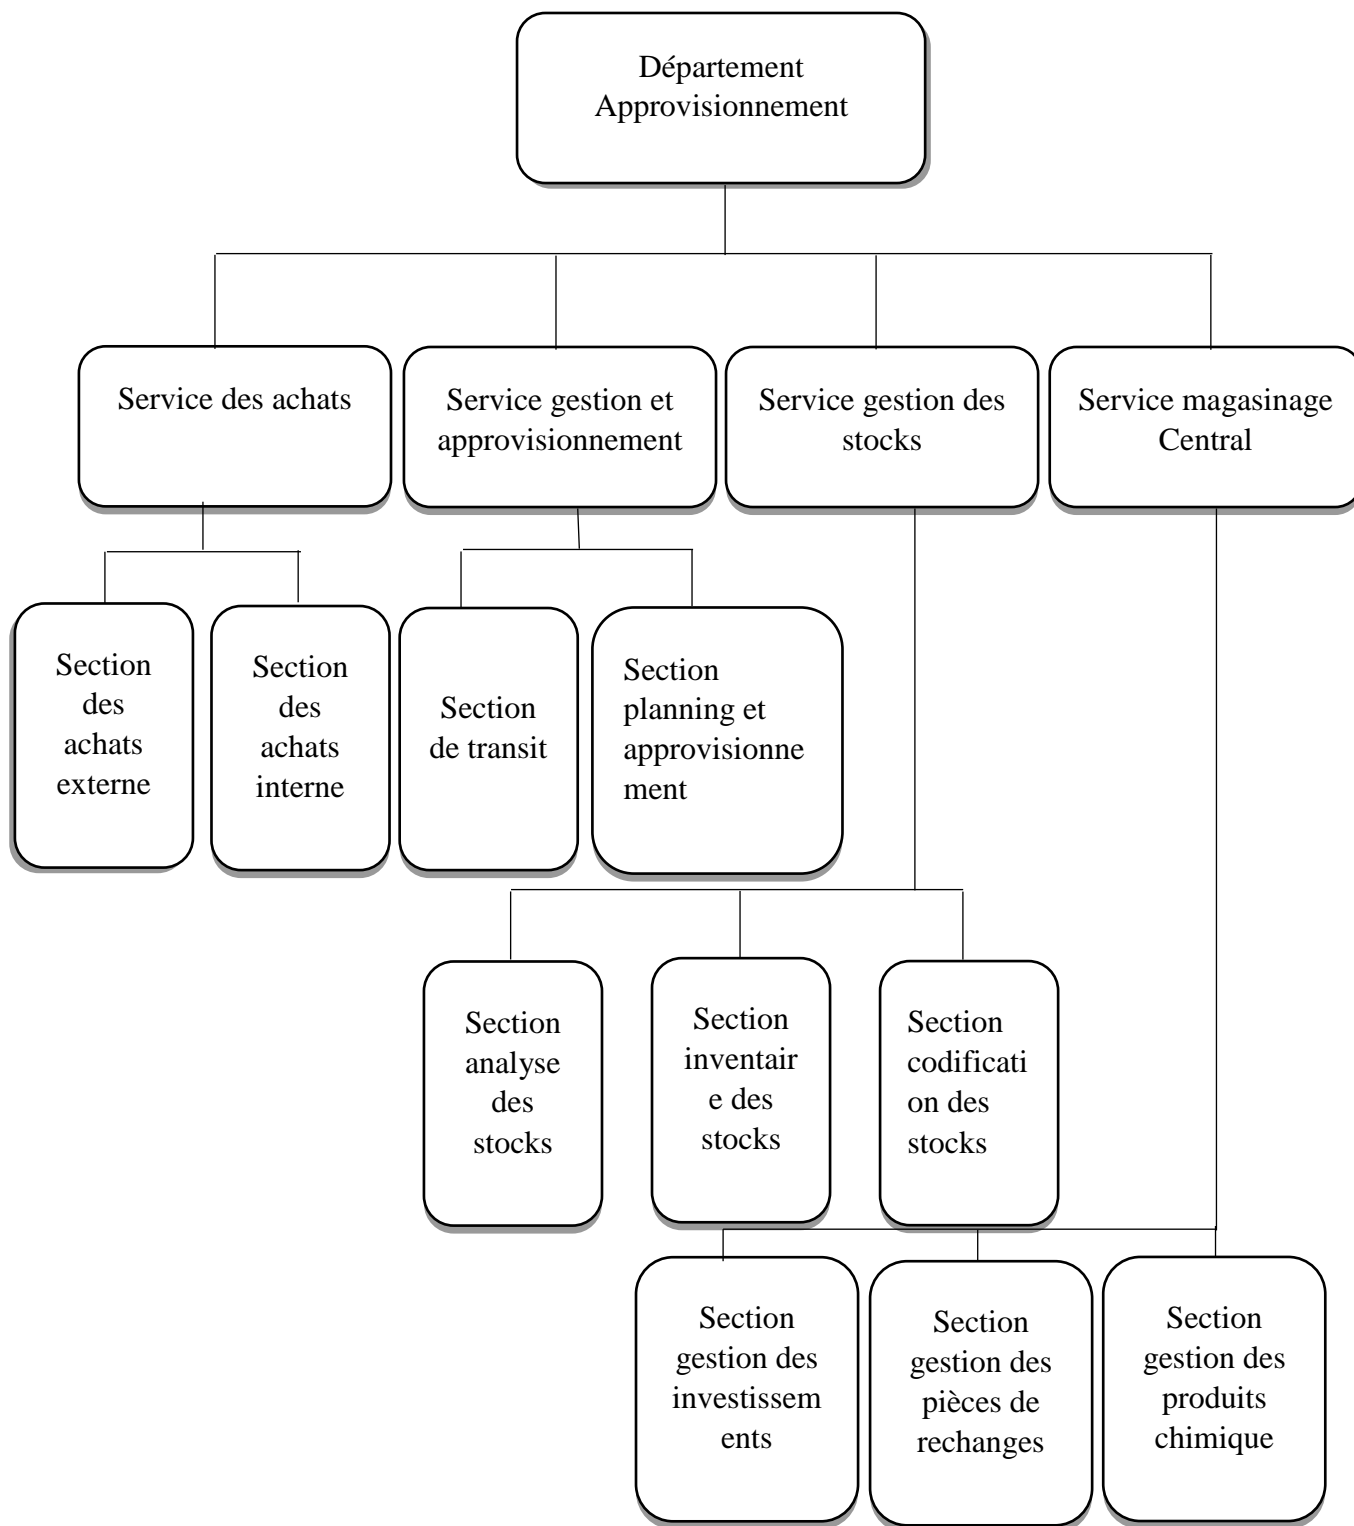 Département
Approvisionnement
Service des achats
Service gestion et
approvisionnement
Service gestion des
stocks
Service magasinage
Central
Section
des
achats
externe
Section
des
achats
interne
Section
de transit
Section
planning et
approvisionne
ment
Section
analyse
des
stocks
Section
inventair
e des
stocks
Section
codificati
on des
stocks
Section
gestion des
investissem
ents
Section
gestion des
pièces de
rechanges
Section
gestion des
produits
chimique